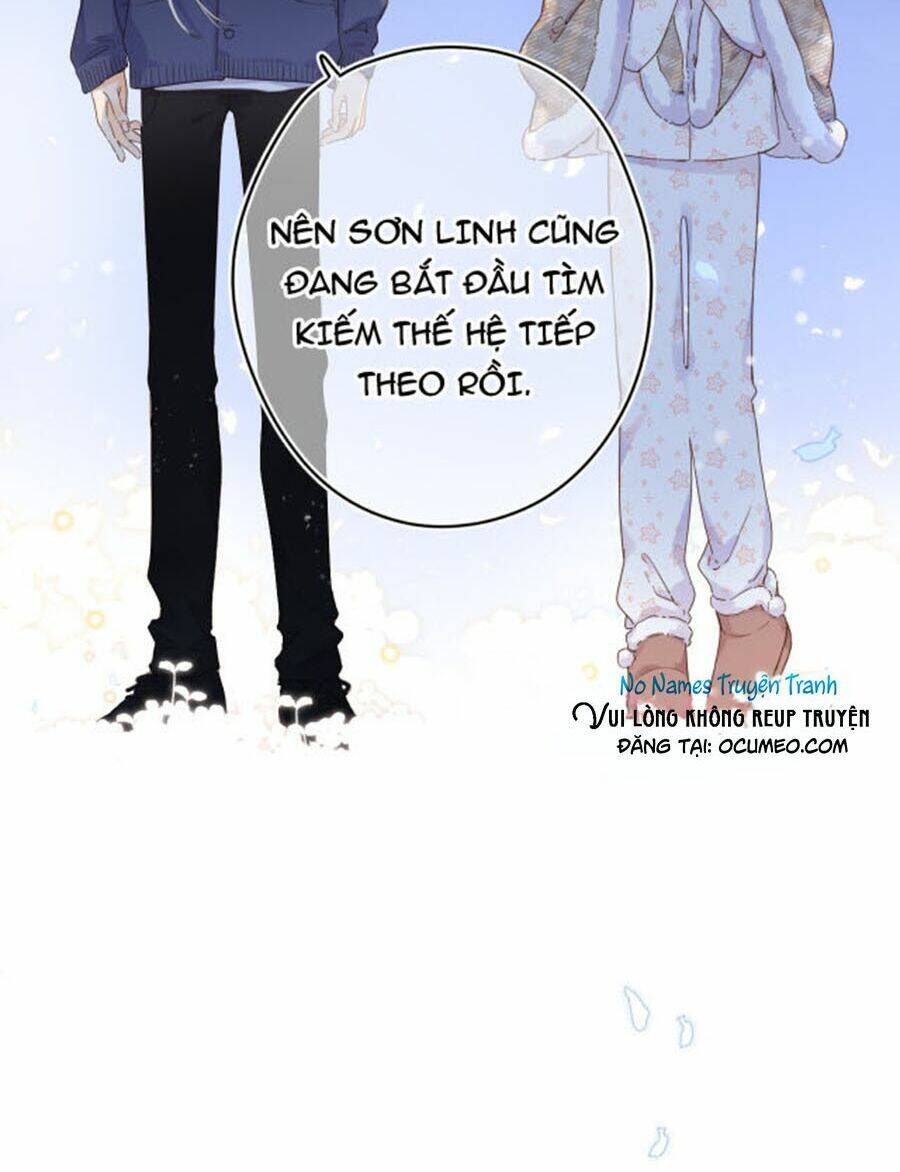 NÊN SƠN LINH CŨNG
ĐANG BẮT ĐẦU TÌM
KIẾM THẾ HỆ TIẾP
THEO RỒI.
No Names Truyện Tranh
VUI LÒNG KHÔNG REUP TRUYỆN
ĐĂNG TẠI: OCUMEO.COM